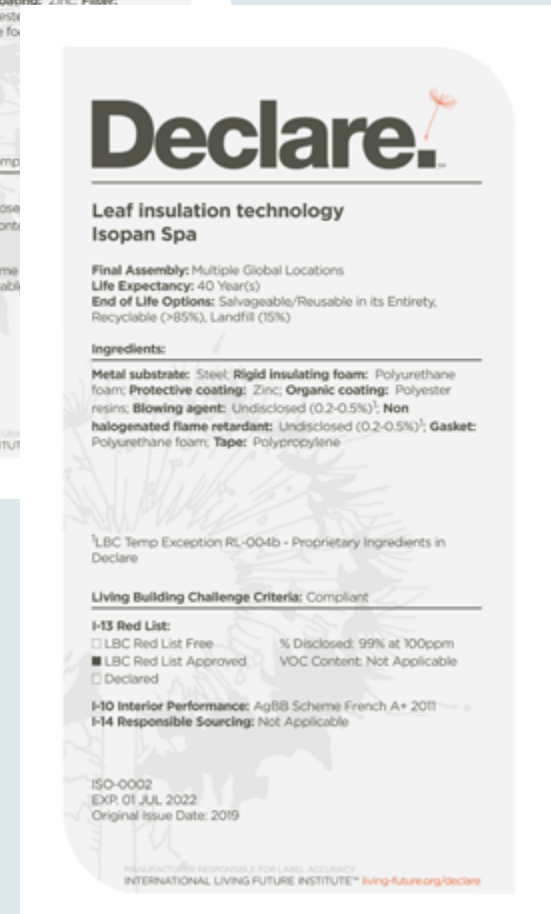 Declare.
Leaf insulation technology
Isopan Spa
Final Assembly: Multiple Global Locations
Life Expectancy: 40 Year(s)
End of Life Options: Salvageable/Reusable in its Entirety,
Recyclable (>85%), Landfill (15%)
Ingredients:
Metal substrate: Steel; Rigid insulating foam: Polyurethane
foam; Protective coating: Zinc; Organic coating: Polyester
resins; Blowing agent: Undisclosed (0.2-0.5%)¹; Non
halogenated flame retardant: Undisclosed (0.2-0.5%)¹; Gasket:
Polyurethane foam; Tape: Polypropylene
¹LBC Temp Exception RL-004b - Proprietary Ingredients in
Declare
Living Building Challenge Criteria: Compliant
I-13 Red List:
☐ LBC Red List Free % Disclosed: 99% at 100ppm
■ LBC Red List Approved VOC Content: Not Applicable
☐ Declared
I-10 Interior Performance: AgBB Scheme French A+ 2011
I-14 Responsible Sourcing: Not Applicable
ISO-0002
EXP. 01 JUL 2022
Original Issue Date: 2019
MANUFACTURER RESPONSIBLE FOR LABEL ACCURACY
INTERNATIONAL LIVING FUTURE INSTITUTE™ living-future.org/declare